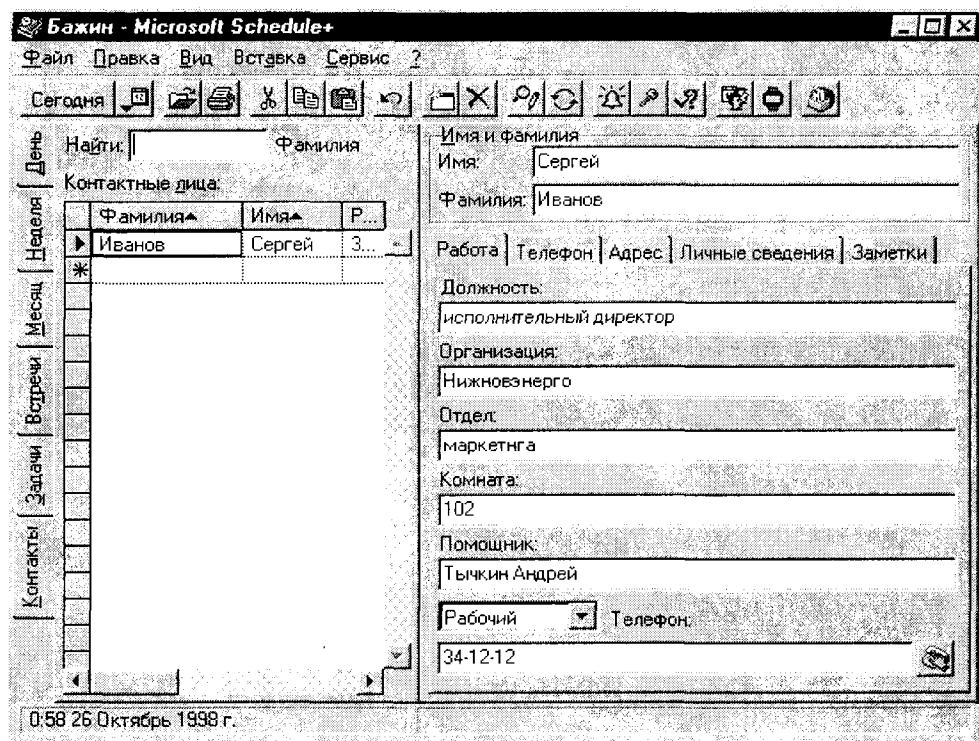 Бажин - Microsoft Schedule+
Файл Правка Вид Вставка Сервис ?
Сегодня
День
Неделя
Месяц
Встречи
Задачи
Контакты
Найти: Фамилия
Контактные лица:
Фамилия Имя Р...
Иванов Сергей 3...
Имя и фамилия
Имя: Сергей
Фамилия: Иванов
Работа Телефон Адрес Личные сведения Заметки
Должность:
исполнительный директор
Организация:
Нижновэнерго
Отдел:
маркетнга
Комната:
102
Помощник:
Тычкин Андрей
Рабочий Телефон:
34-12-12
0:58 26 Октябрь 1998 г.